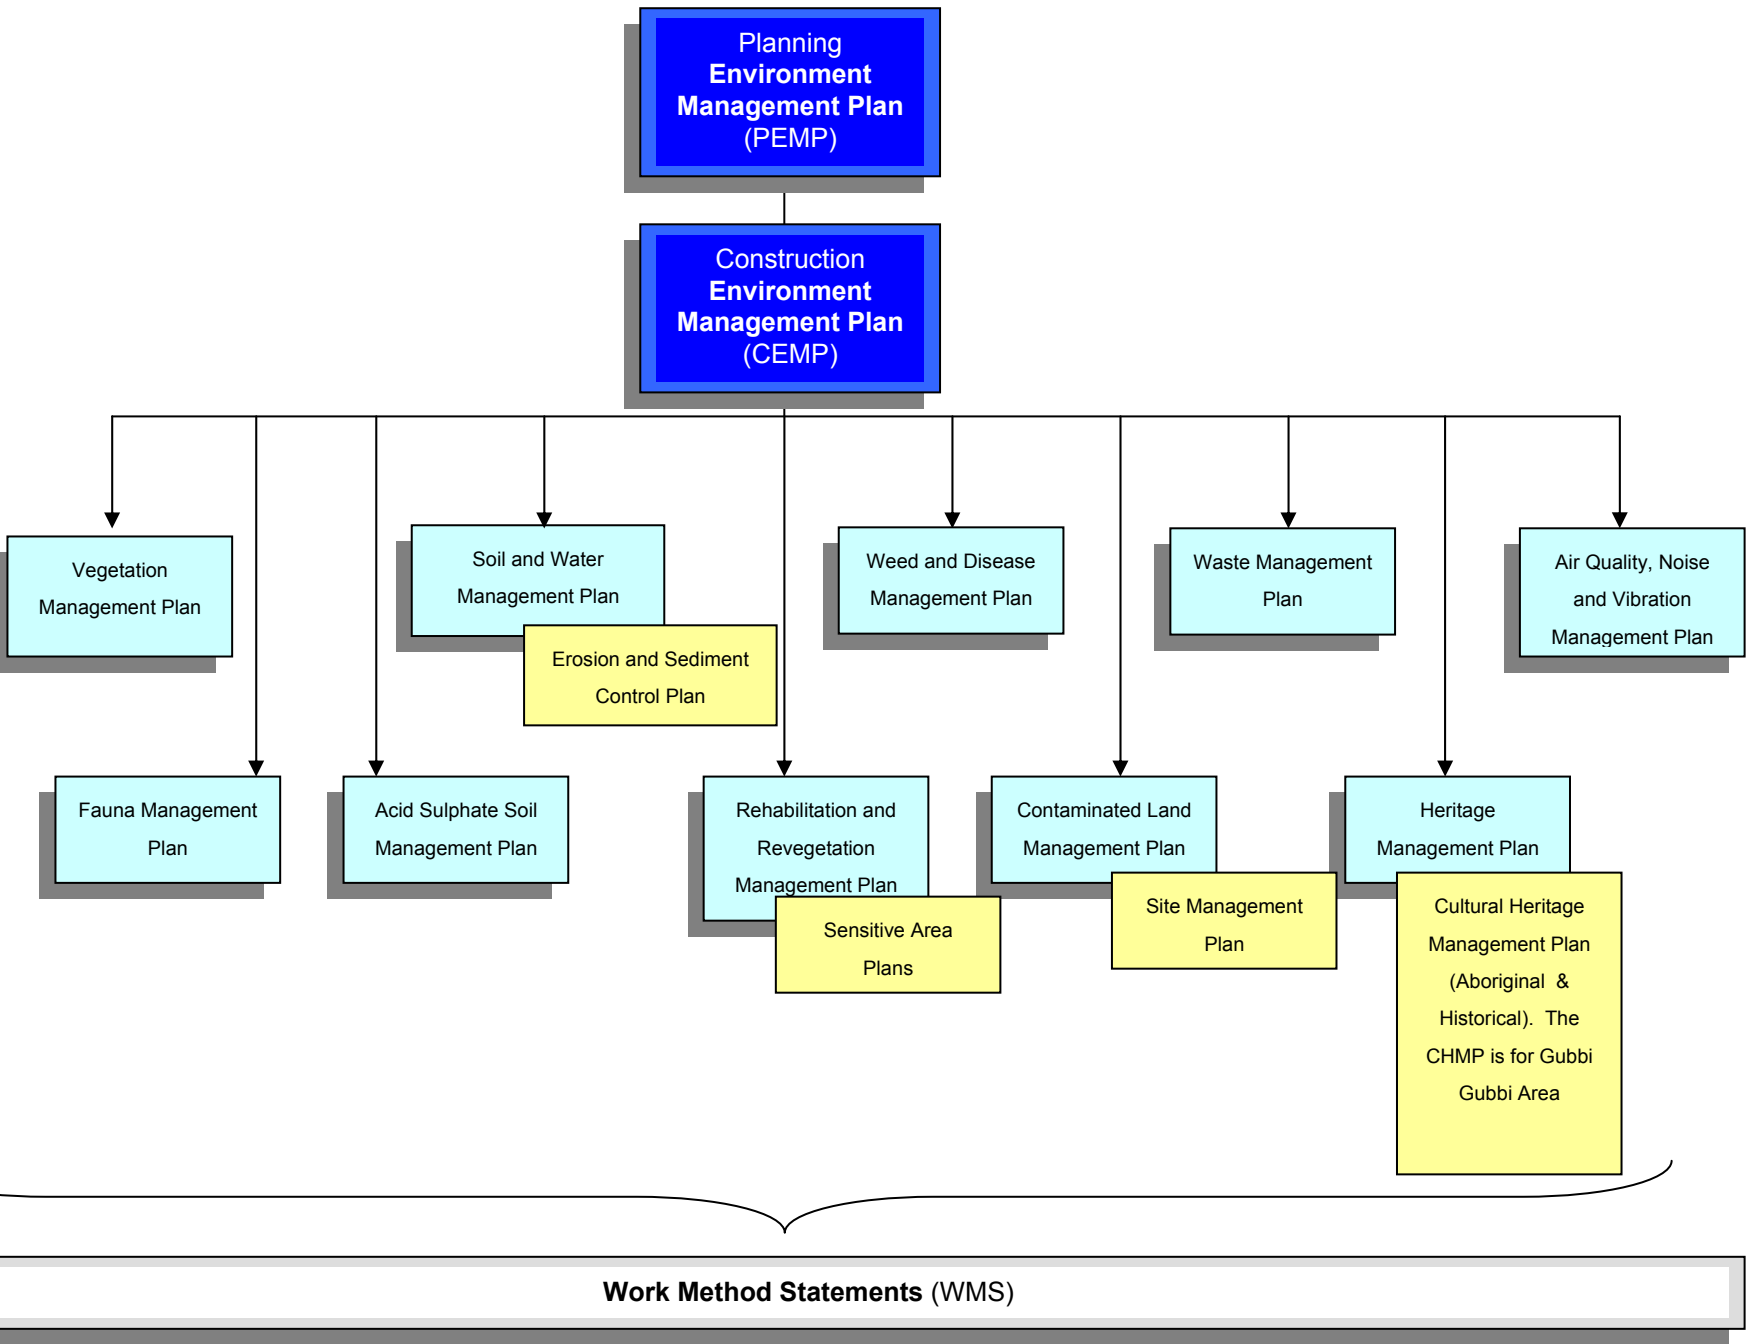 Planning
Environment
Management Plan
(PEMP)
Construction
Environment
Management Plan
(CEMP)
Vegetation
Management Plan
Soil and Water
Management Plan
Erosion and Sediment
Control Plan
Weed and Disease
Management Plan
Waste Management
Plan
Air Quality, Noise
and Vibration
Management Plan
Fauna Management
Plan
Acid Sulphate Soil
Management Plan
Rehabilitation and
Revegetation
Management Plan
Sensitive Area
Plans
Contaminated Land
Management Plan
Site Management
Plan
Heritage
Management Plan
Cultural Heritage
Management Plan
(Aboriginal & 
Historical). The
CHMP is for Gubbi
Gubbi Area
Work Method Statements (WMS)